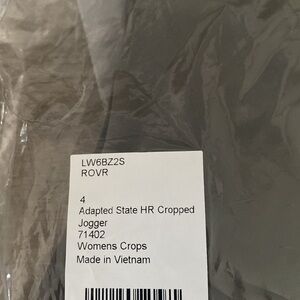 LW6BZ2S
ROVR
4
Adapted State HR Cropped
Jogger
71402
Womens Crops
Made in Vietnam